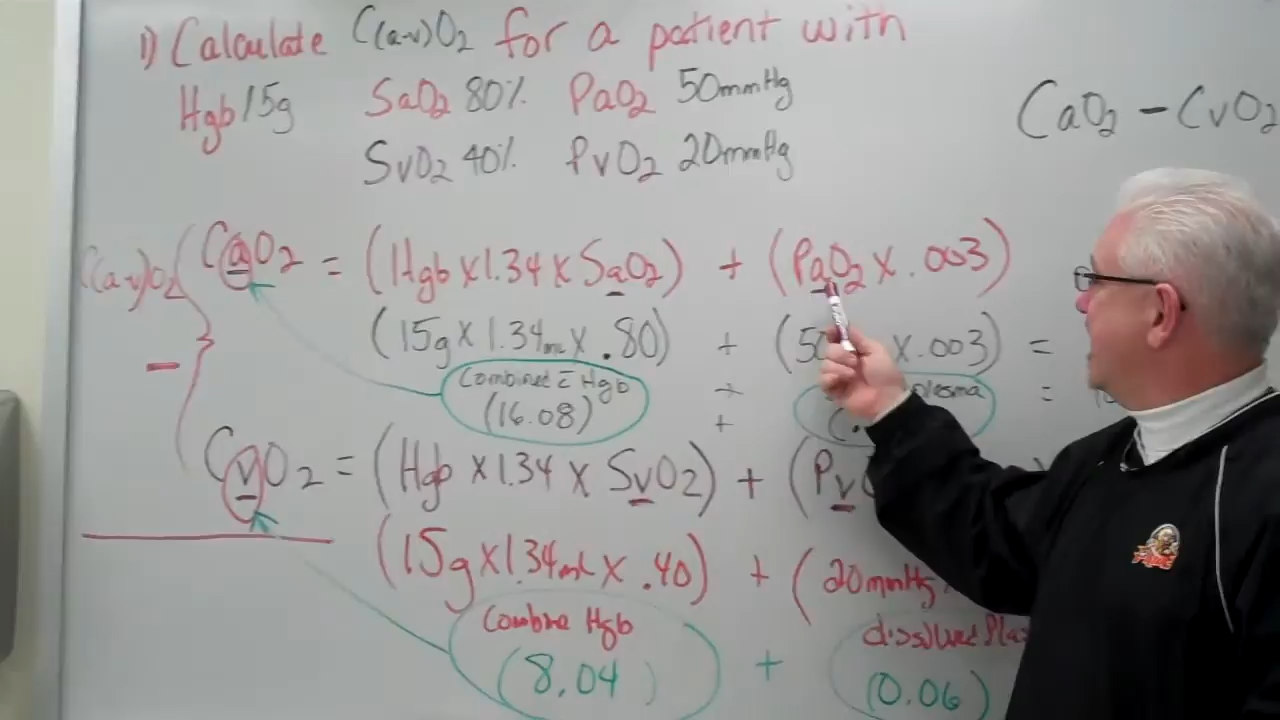 1) Calculate C(a-v)O2 for a patient with
Hgb 15g SaO2 80% PaO2 50mmHg
SvO2 40% PvO2 20mmHg
CaO2 - CvO2
C(a-v)O2 CaO2 = (Hgb x 1.34 x SaO2) + (PaO2 x .003)
(15g x 1.34mL x .80) + (50 x .003) =
Combined c̄ Hgb + plasma =
(16.08) + (.
-
CvO2 = (Hgb x 1.34 x SvO2) + (Pv
(15g x 1.34mL x .40) + (20mmHg
Combine Hgb dissolved Plas
(8.04) + (0.06)